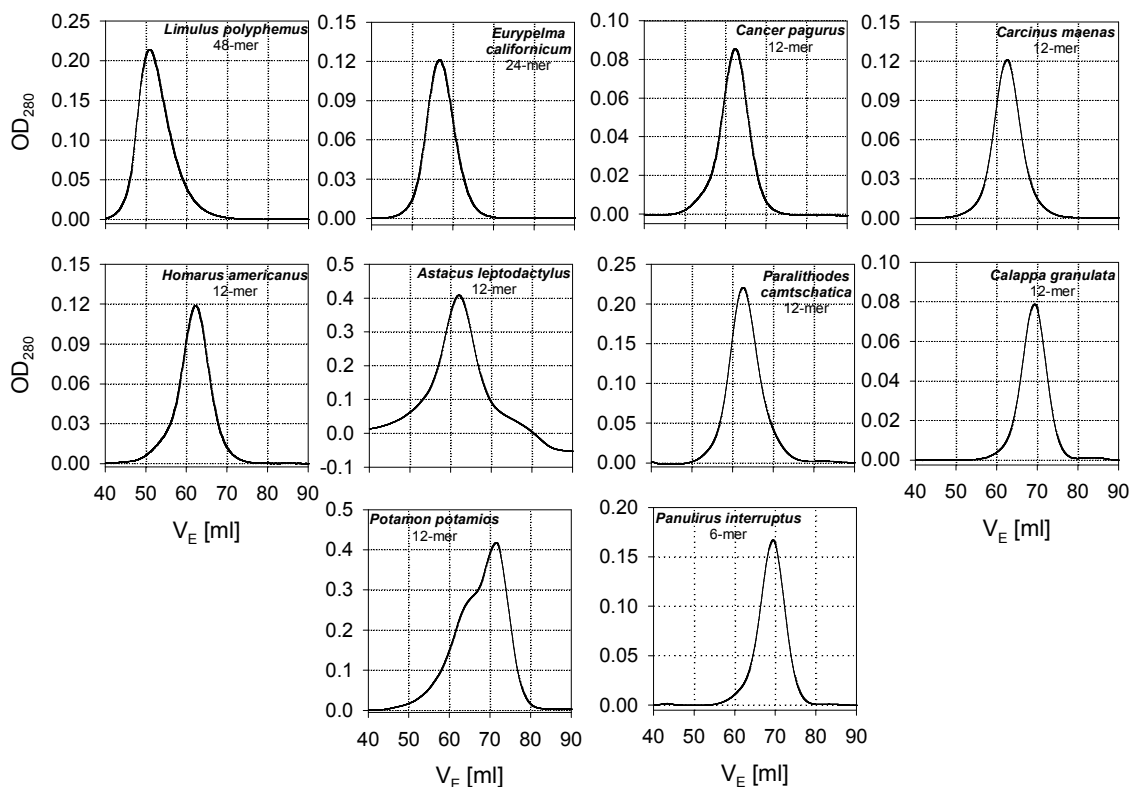 Limulus polyphemus
48-mer
Eurypelma
californicum
24-mer
Cancer pagurus
12-mer
Carcinus maenas
12-mer
OD280
0.25
0.20
0.15
0.10
0.05
0.00
0.15
0.12
0.09
0.06
0.03
0.00
0.10
0.08
0.06
0.04
0.02
0.00
0.15
0.12
0.09
0.06
0.03
0.00
Homarus americanus
12-mer
Astacus leptodactylus
12-mer
Paralithodes
camtschatica
12-mer
Calappa granulata
12-mer
OD280
0.15
0.12
0.09
0.06
0.03
0.00
0.5
0.4
0.3
0.2
0.1
0.0
-0.1
0.25
0.20
0.15
0.10
0.05
0.00
0.10
0.08
0.06
0.04
0.02
0.00
40 50 60 70 80 90
VE [ml]
40 50 60 70 80 90
VE [ml]
Potamon potamios
12-mer
Panulirus interruptus
6-mer
0.5
0.4
0.3
0.2
0.1
0.0
0.20
0.15
0.10
0.05
0.00
40 50 60 70 80 90
40 50 60 70 80 90
VE [ml]
VE [ml]